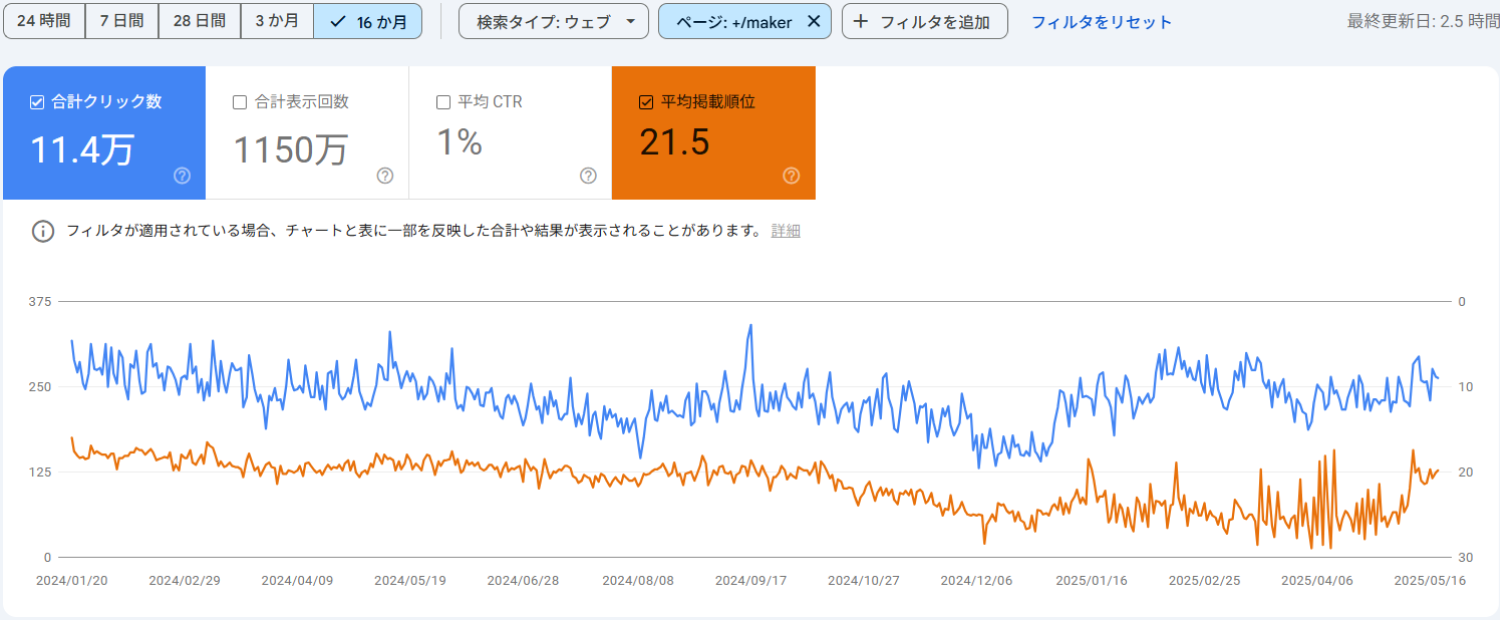 24 時間 7 日間 28 日間 3 か月 16 か月 検索タイプ: ウェブ ページ: +/maker フィルタを追加 フィルタをリセット 最終更新日: 2.5 時間
合計クリック数 合計表示回数 平均 CTR 平均掲載順位
11.4万 1150万 1% 21.5
フィルタが適用されている場合、チャートと表に一部を反映した合計や結果が表示されることがあります。 詳細
375 0
250 10
125 20
0 30
2024/01/20 2024/02/29 2024/04/09 2024/05/19 2024/06/28 2024/08/08 2024/09/17 2024/10/27 2024/12/06 2025/01/16 2025/02/25 2025/04/06 2025/05/16